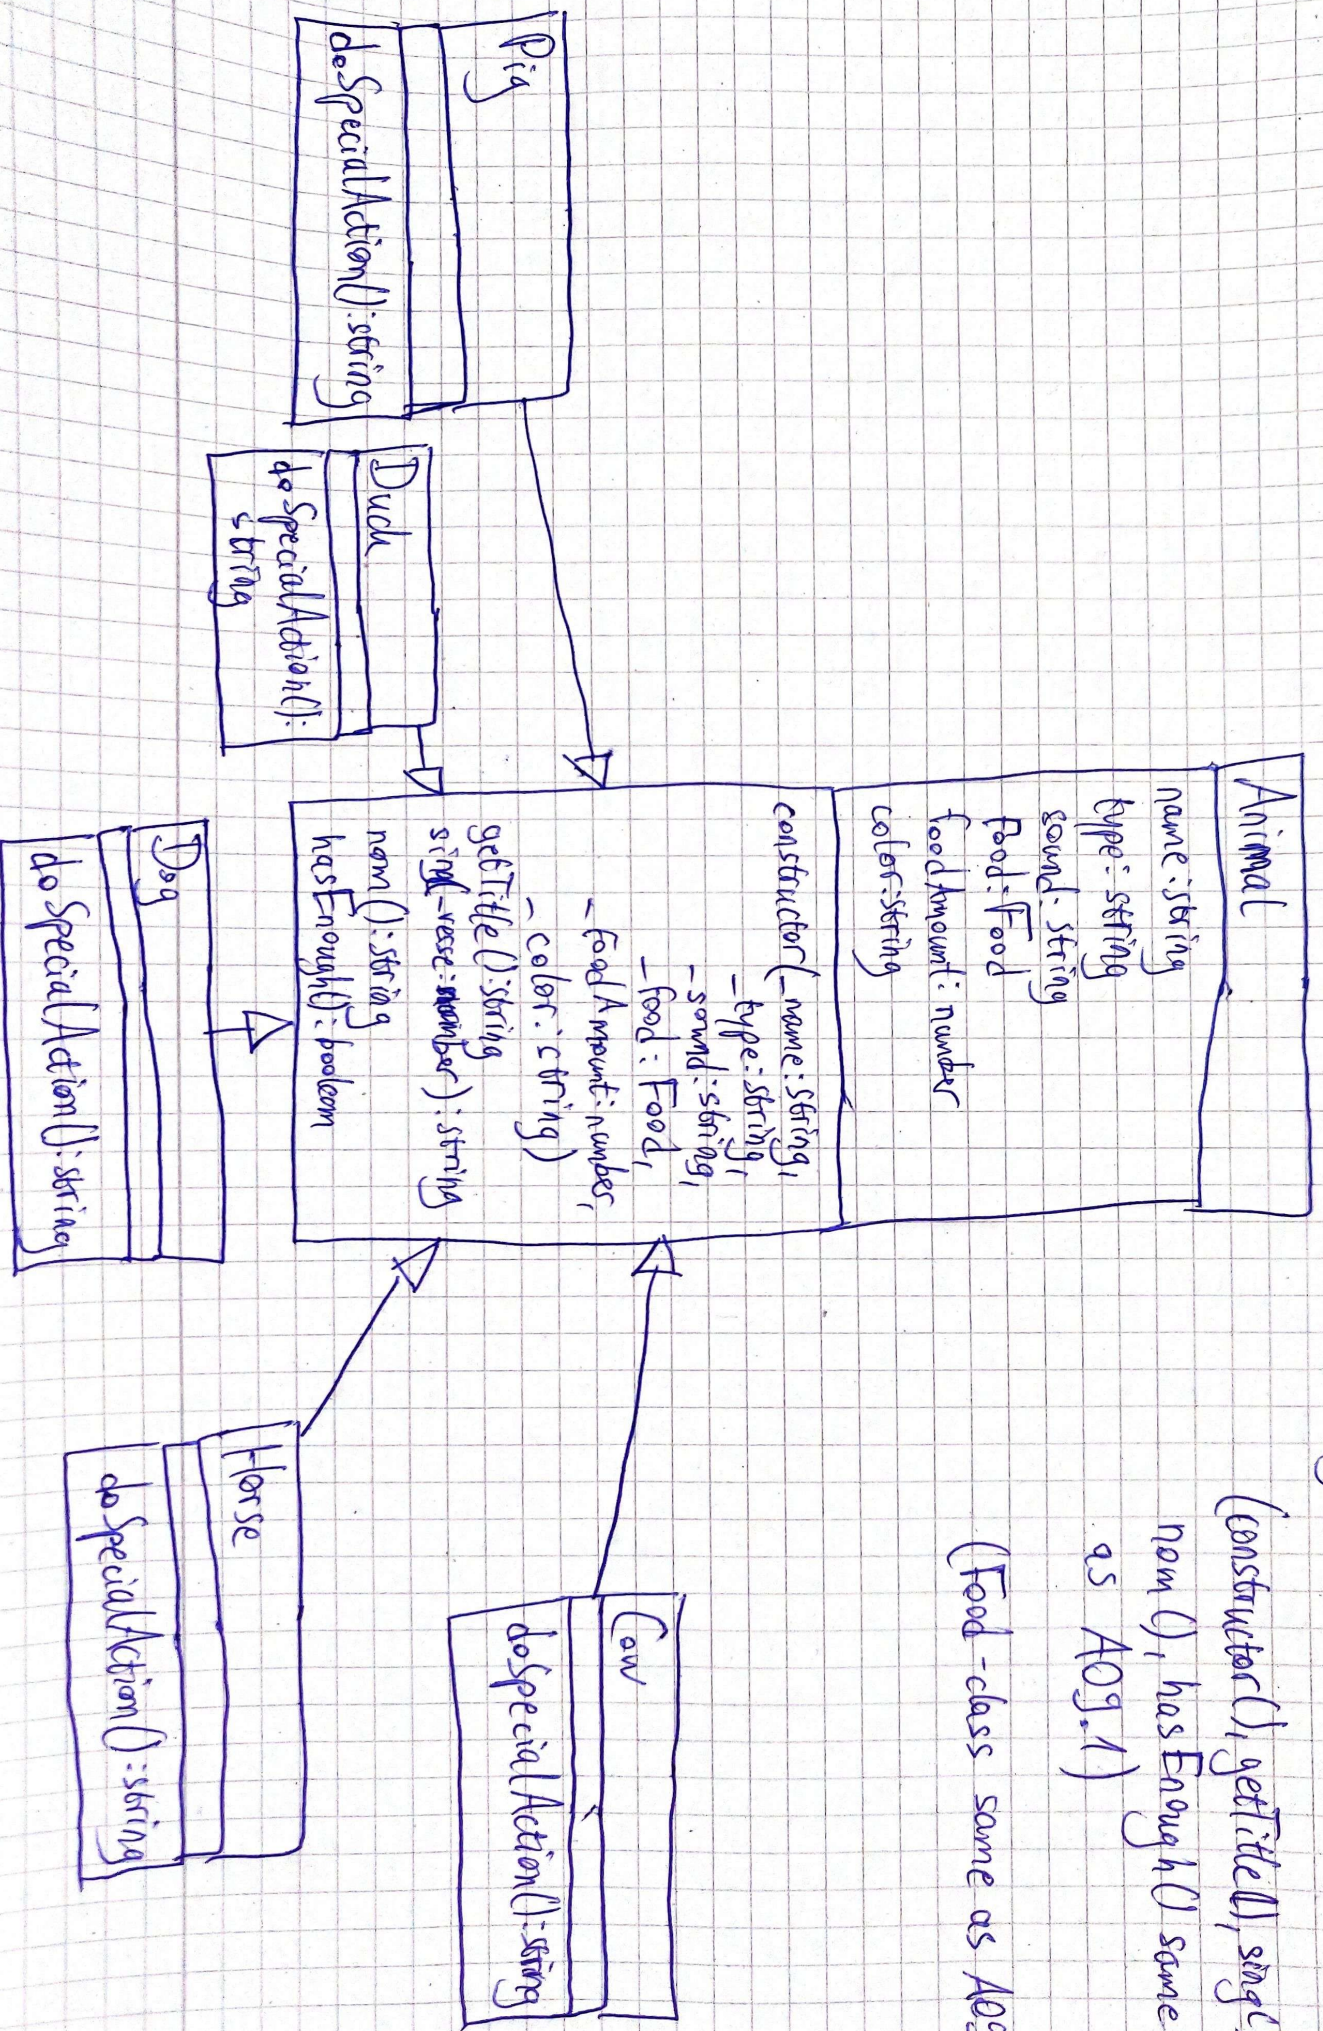 Animal
name:string
type:string
sound:string
food:Food
foodAmount:number
color:string
constructor(_name:string,
_type:string,
_sound:string,
_food:Food,
_foodAmount:number,
_color:string)
getTitle():string
sing(_verse:number):string
nom():string
hasEnough():boolean
Pig
doSpecialAction():string
Duck
doSpecialAction():
string
Dog
doSpecialAction():string
Horse
doSpecialAction():string
Cow
doSpecialAction():string
(constructor(), getTitle(), sing(
nom(), hasEnough() same
as A09.1)
(Food-class same as A09